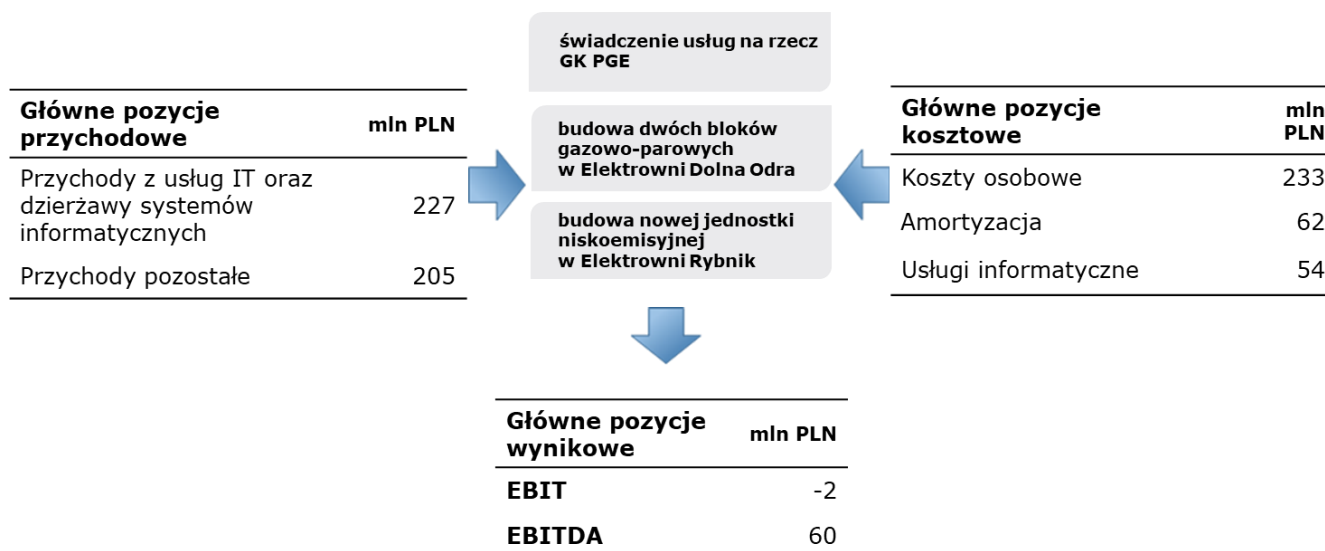 świadczenie usług na rzecz
GK PGE
Główne pozycje
przychodowe
mln PLN
Przychody z usług IT oraz
dzierżawy systemów
informatycznych
227
Przychody pozostałe
205
budowa dwóch bloków
gazowo-parowych
w Elektrowni Dolna Odra
budowa nowej jednostki
niskoemisyjnej
w Elektrowni Rybnik
Główne pozycje
kosztowe
mln
PLN
Koszty osobowe
233
Amortyzacja
62
Usługi informatyczne
54
Główne pozycje
wynikowe
mln PLN
EBIT
-2
EBITDA
60